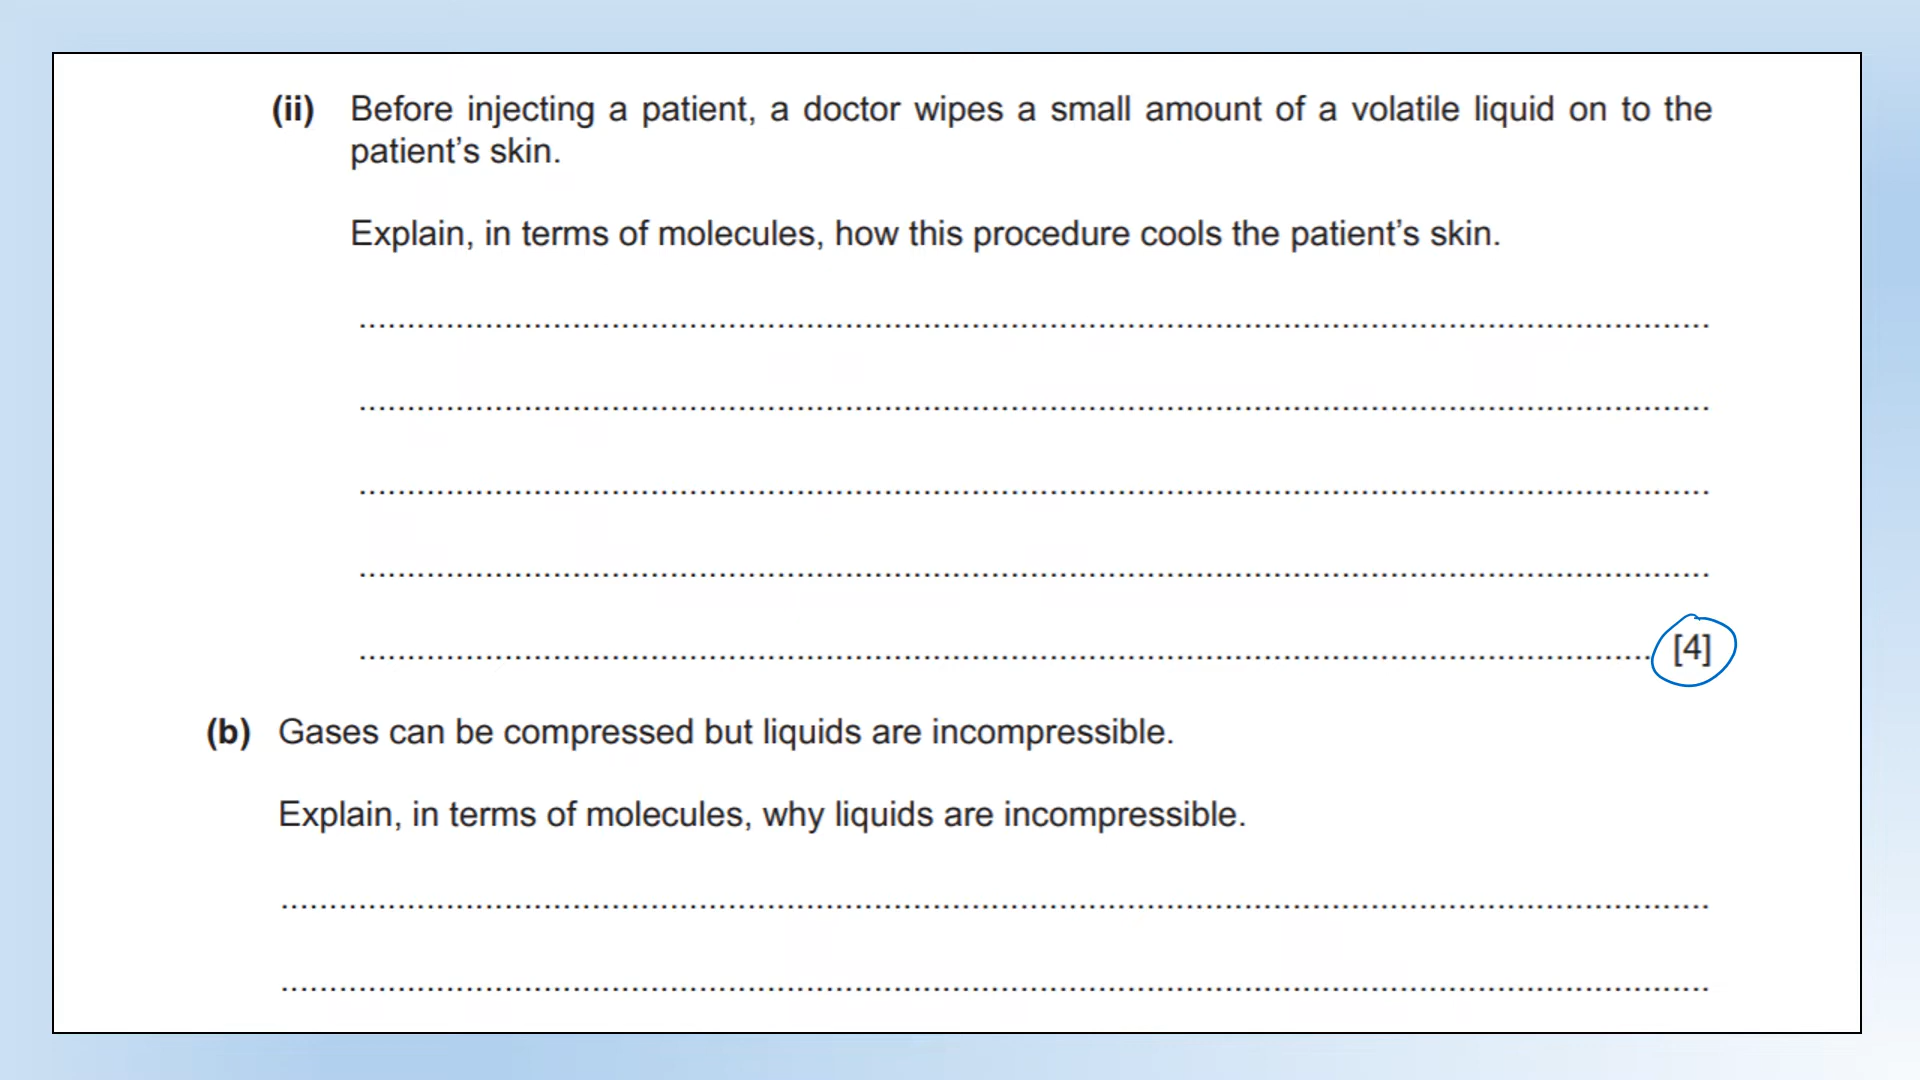 (ii) Before injecting a patient, a doctor wipes a small amount of a volatile liquid on to the
patient’s skin.
Explain, in terms of molecules, how this procedure cools the patient’s skin.
[4]
(b) Gases can be compressed but liquids are incompressible.
Explain, in terms of molecules, why liquids are incompressible.